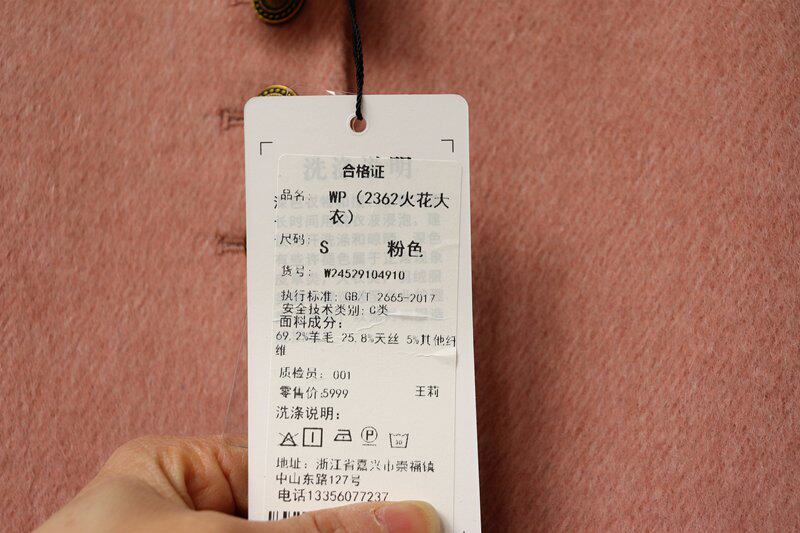 合格证
品名: WP（2362火花大
衣）
尺码: S 粉色
货号: W24529104910
执行标准: GB/T 2665-2017
安全技术类别: C类
面料成分:
69.2%羊毛 25.8%天丝 5%其他纤
维
质检员: 001
零售价:5999 王莉
洗涤说明:
地址: 浙江省嘉兴市崇福镇
中山东路127号
电话13356077237